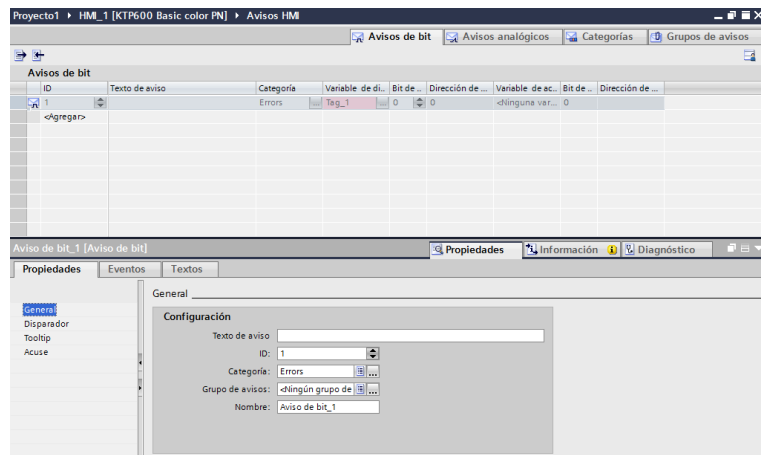 Proyecto1 ▸ HMI_1 [KTP600 Basic color PN] ▸ Avisos HMI
Avisos de bit Avisos analógicos Categorías Grupos de avisos
Avisos de bit
ID Texto de aviso Categoría Variable de di.. Bit de .. Dirección de ... Variable de ac.. Bit de .. Dirección de ...
1 Errors Tag_1 0 0 <Ninguna var... 0
<Agregar>
Aviso de bit_1 [Aviso de bit]
Propiedades Información Diagnóstico
Propiedades Eventos Textos
General
General
Disparador
Tooltip
Acuse
Configuración
Texto de aviso
ID: 1
Categoría: Errors ...
Grupo de avisos: <Ningún grupo de ...
Nombre: Aviso de bit_1